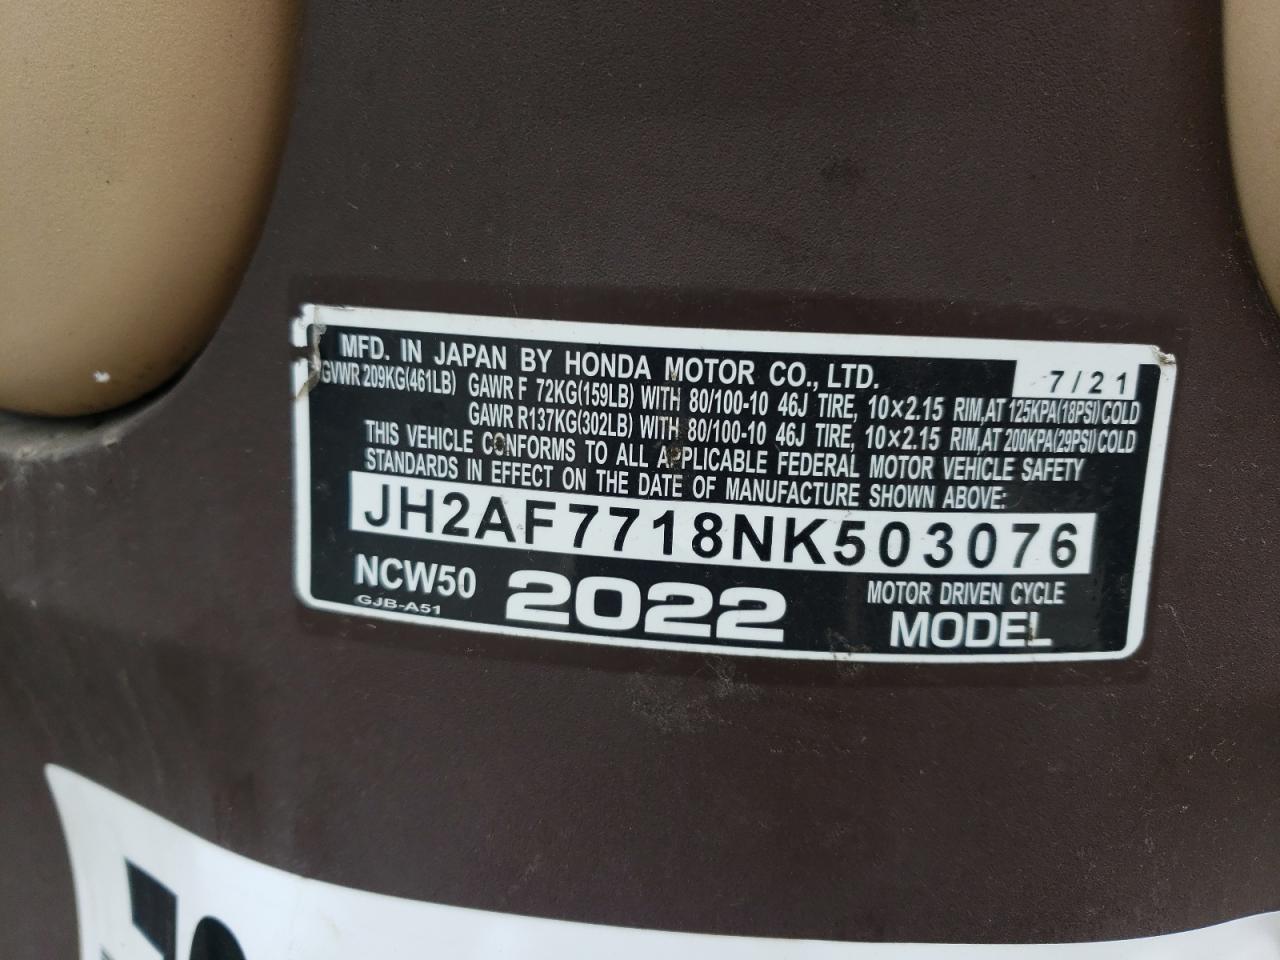 MFD. IN JAPAN BY HONDA MOTOR CO., LTD. 7/21
GVWR 209KG(461LB) GAWR F 72KG(159LB) WITH 80/100-10 46J TIRE, 10×2.15 RIM,AT 125KPA(18PSI)COLD
GAWR R137KG(302LB) WITH 80/100-10 46J TIRE, 10×2.15 RIM,AT 200KPA(29PSI)COLD
THIS VEHICLE CONFORMS TO ALL APPLICABLE FEDERAL MOTOR VEHICLE SAFETY
STANDARDS IN EFFECT ON THE DATE OF MANUFACTURE SHOWN ABOVE:
JH2AF7718NK503076
NCW50 2022 MOTOR DRIVEN CYCLE
GJB-A51 MODEL